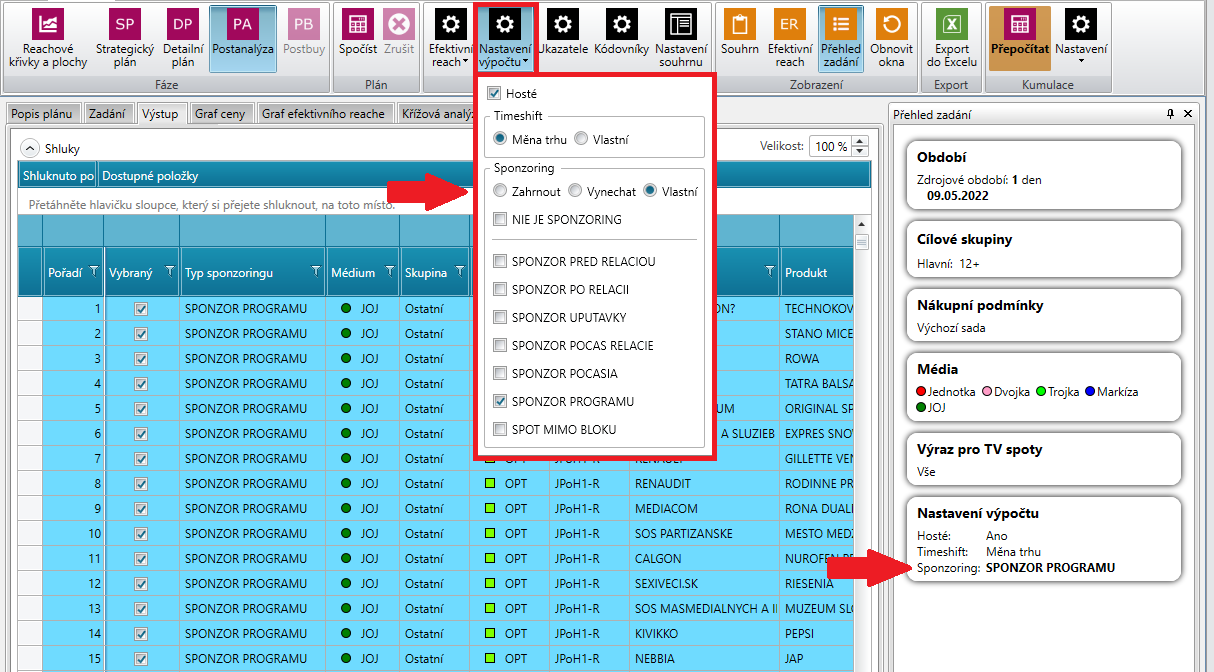 SP DP PA PB ER
Reachové křivky a plochy
Strategický plán
Detailní plán
Postanalýza
Postbuy
Spočíst
Zrušit
Efektivní reach
Nastavení výpočtu
Ukazatele
Kódovníky
Nastavení souhrnu
Souhrn
Efektivní reach
Přehled zadání
Obnovit okna
Export do Excelu
Přepočítat
Nastavení
Fáze
Plán
Zobrazení
Export
Kumulace
Popis plánu
Zadání
Výstup
Graf ceny
Graf efektivního reache
Křížová analýz
Shluky
Velikost: 100 %
Shluknuto po
Dostupné položky
Přetáhněte hlavičku sloupce, který si přejete shluknout, na toto místo.
Pořadí Vybraný Typ sponzoringu Médium Skupina Produkt
1 SPONZOR PROGRAMU JOJ Ostatní ON? TECHNOKOV
2 SPONZOR PROGRAMU JOJ Ostatní STANO MICE
3 SPONZOR PROGRAMU JOJ Ostatní ROWA
4 SPONZOR PROGRAMU JOJ Ostatní TATRA BALSA
5 SPONZOR PROGRAMU JOJ Ostatní UM ORIGINAL SP
6 SPONZOR PROGRAMU JOJ Ostatní A SLUZIEB EXPRES SNO
7 SPONZOR PROGRAMU JOJ Ostatní GILLETTE VEN
8 SPONZOR PROGRAMU JOJ Ostatní OPT JPoH1-R RENAUDIT RODINNE PR
9 SPONZOR PROGRAMU JOJ Ostatní OPT JPoH1-R MEDIACOM RONA DUALI
10 SPONZOR PROGRAMU JOJ Ostatní OPT JPoH1-R SOS PARTIZANSKE MESTO MEDZ
11 SPONZOR PROGRAMU JOJ Ostatní OPT JPoH1-R CALGON NUROFEN
12 SPONZOR PROGRAMU JOJ Ostatní OPT JPoH1-R SEXIVECI.SK RIESENIA
13 SPONZOR PROGRAMU JOJ Ostatní OPT JPoH1-R SOS MASMEDIALNYCH A I MUZEUM SLO
14 SPONZOR PROGRAMU JOJ Ostatní OPT JPoH1-R KIVIKKO PEPSI
15 SPONZOR PROGRAMU JOJ Ostatní OPT JPoH1-R NEBBIA JAP
Hosté
Timeshift
Měna trhu Vlastní
Sponzoring
Zahrnout Vynechat Vlastní
NIE JE SPONZORING
SPONZOR PRED RELACIOU
SPONZOR PO RELACII
SPONZOR UPUTAVKY
SPONZOR POCAS RELACIE
SPONZOR POCASIA
SPONZOR PROGRAMU
SPOT MIMO BLOKU
Přehled zadání
Období
Zdrojové období: 1 den
09.05.2022
Cílové skupiny
Hlavní: 12+
Nákupní podmínky
Výchozí sada
Média
Jednotka Dvojka Trojka Markíza
JOJ
Výraz pro TV spoty
Vše
Nastavení výpočtu
Hosté: Ano
Timeshift: Měna trhu
Sponzoring: SPONZOR PROGRAMU